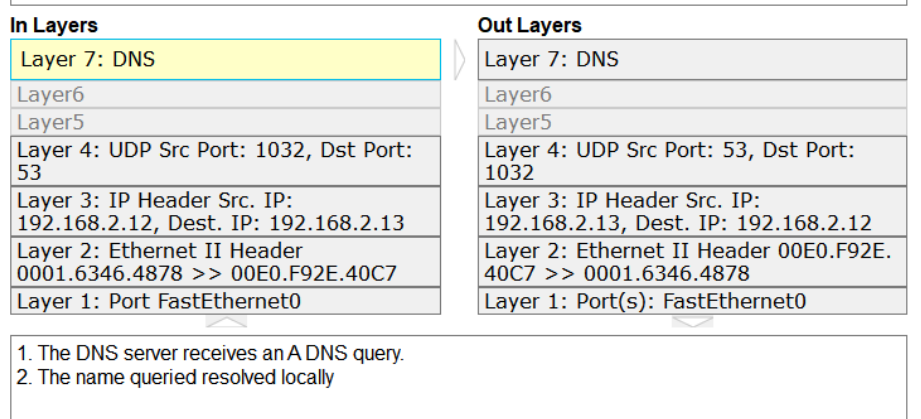 In Layers
Layer 7: DNS
Layer6
Layer5
Layer 4: UDP Src Port: 1032, Dst Port:
53
Layer 3: IP Header Src. IP:
192.168.2.12, Dest. IP: 192.168.2.13
Layer 2: Ethernet II Header
0001.6346.4878 >> 00E0.F92E.40C7
Layer 1: Port FastEthernet0
Out Layers
Layer 7: DNS
Layer6
Layer5
Layer 4: UDP Src Port: 53, Dst Port:
1032
Layer 3: IP Header Src. IP:
192.168.2.13, Dest. IP: 192.168.2.12
Layer 2: Ethernet II Header 00E0.F92E.
40C7 >> 0001.6346.4878
Layer 1: Port(s): FastEthernet0
1. The DNS server receives an A DNS query.
2. The name queried resolved locally